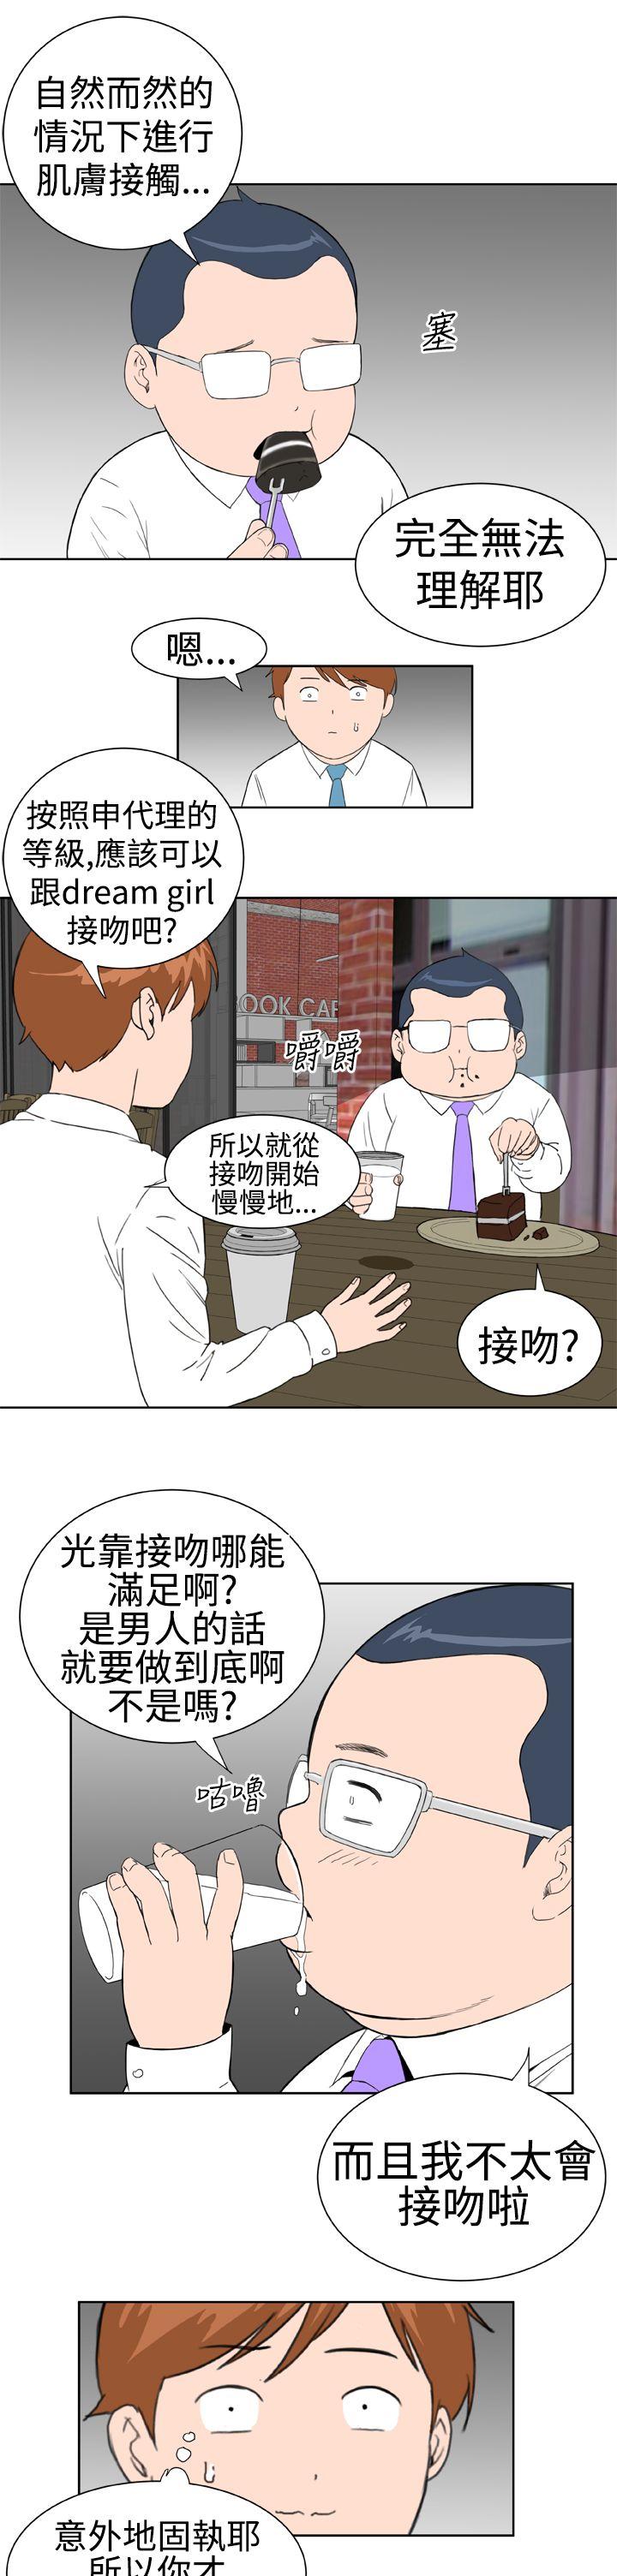 自然而然的
情況下進行
肌膚接觸...
塞
完全無法
理解耶
嗯...
按照申代理的
等級,應該可以
跟dream girl
接吻吧?
ROOK CAF
嚼嚼
所以就從
接吻開始
慢慢地...
接吻?
光靠接吻哪能
滿足啊?
是男人的話
就要做到底啊
不是嗎?
咕嚕
而且我不太會
接吻啦
意外地固執耶
所以你才